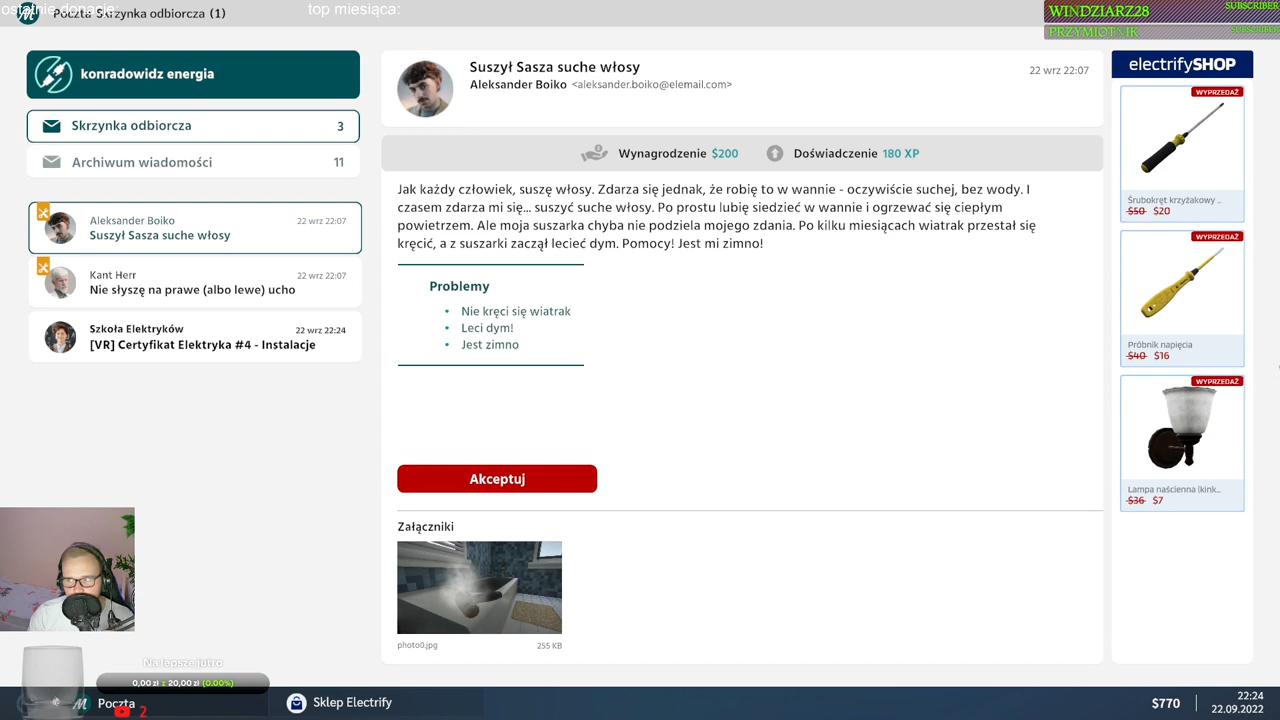 ostatnie donacje:
top miesiąca:
Poczta Skrzynka odbiorcza (1)
WINDZIARZ28
SUBSCRIBER
PRZYMIOTNIK
SUBSCRIBER
konradowidz energia
Skrzynka odbiorcza 3
Archiwum wiadomości 11
Aleksander Boiko 22 wrz 22:07
Suszył Sasza suche włosy
Kant Herr 22 wrz 22:07
Nie słyszę na prawe (albo lewe) ucho
Szkoła Elektryków 22 wrz 22:24
[VR] Certyfikat Elektryka #4 - Instalacje
Suszył Sasza suche włosy
22 wrz 22:07
Aleksander Boiko <aleksander.boiko@elemail.com>
Wynagrodzenie $200 Doświadczenie 180 XP
Jak każdy człowiek, suszę włosy. Zdarza się jednak, że robię to w wannie - oczywiście suchej, bez wody. I
czasem zdarza mi się... suszyć suche włosy. Po prostu lubię siedzieć w wannie i ogrzewać się ciepłym
powietrzem. Ale moja suszarka chyba nie podziela mojego zdania. Po kilku miesiącach wiatrak przestał się
kręcić, a z suszarki zaczął lecieć dym. Pomocy! Jest mi zimno!
Problemy
• Nie kręci się wiatrak
• Leci dym!
• Jest zimno
Akceptuj
Załączniki
photo0.jpg 255 KB
electrifySHOP
WYPRZEDAŻ
Śrubokręt krzyżakowy ..
$50 $20
WYPRZEDAŻ
Próbnik napięcia
$40 $16
WYPRZEDAŻ
Lampa naścienna (kink...
$36 $7
Na lepsze jutro
0,00 zł z 20,00 zł (0.00%)
Poczta
2
Sklep Electrify
$770
22:24
22.09.2022